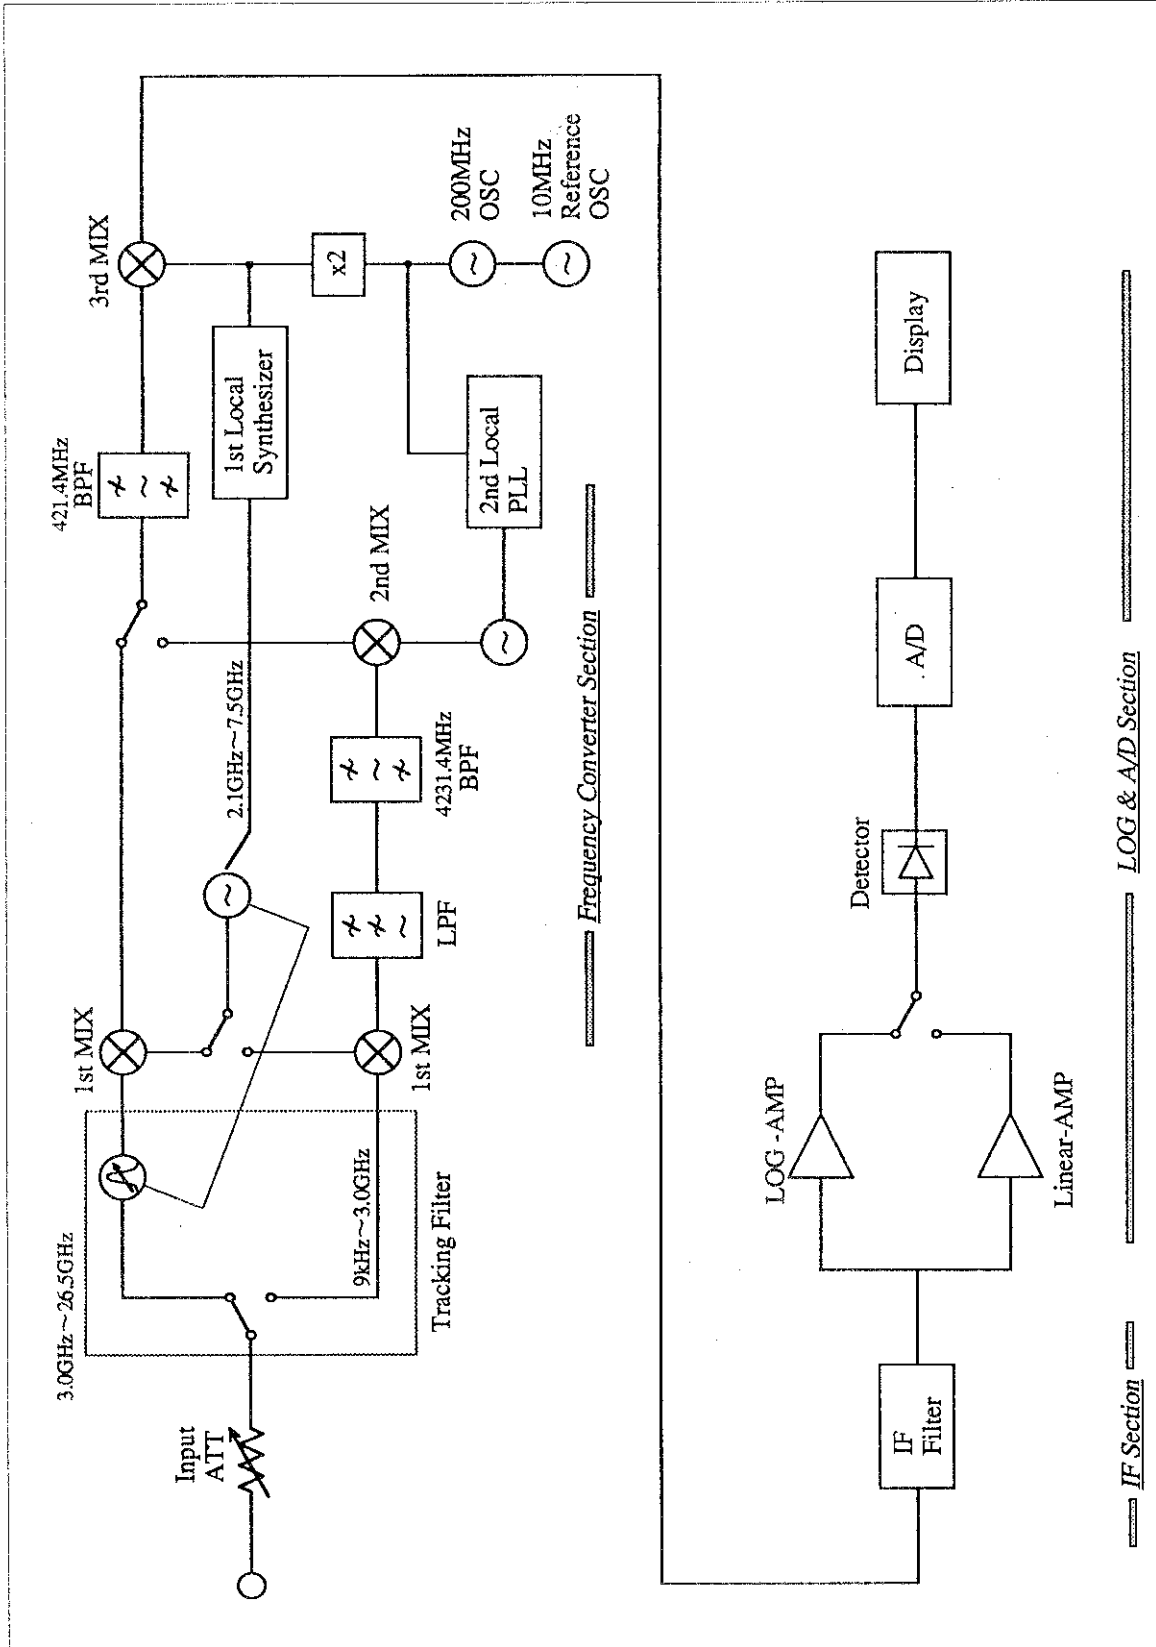 3.0GHz～26.5GHz
Input
ATT
9kHz～3.0GHz
Tracking Filter
1st MIX
1st MIX
LPF
2.1GHz～7.5GHz
4231.4MHz
BPF
2nd MIX
421.4MHz
BPF
1st Local
Synthesizer
2nd Local
PLL
3rd MIX
x2
200MHz
OSC
10MHz
Reference
OSC
Frequency Converter Section
IF
Filter
LOG -AMP
Linear-AMP
Detector
A/D
Display
IF Section
LOG & A/D Section